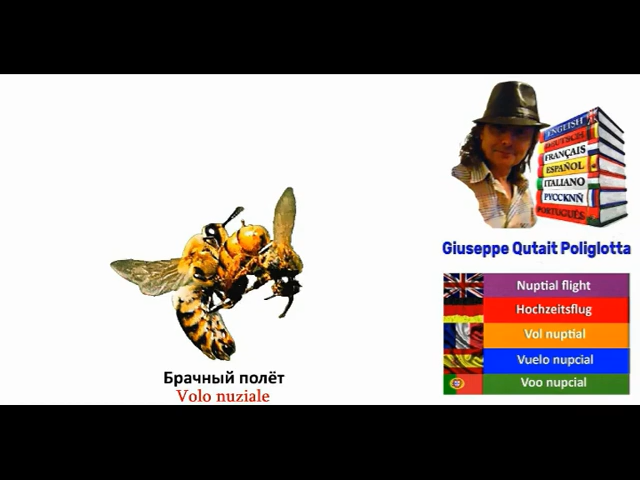 ENGLISH
DEUTSCH
FRANÇAIS
ESPAÑOL
ITALIANO
PORTUGUÊS
Giuseppe Qutait Poliglotta
Nuptial flight
Hochzeitsflug
Vol nuptial
Vuelo nupcial
Voo nupcial
Брачный полёт
Volo nuziale